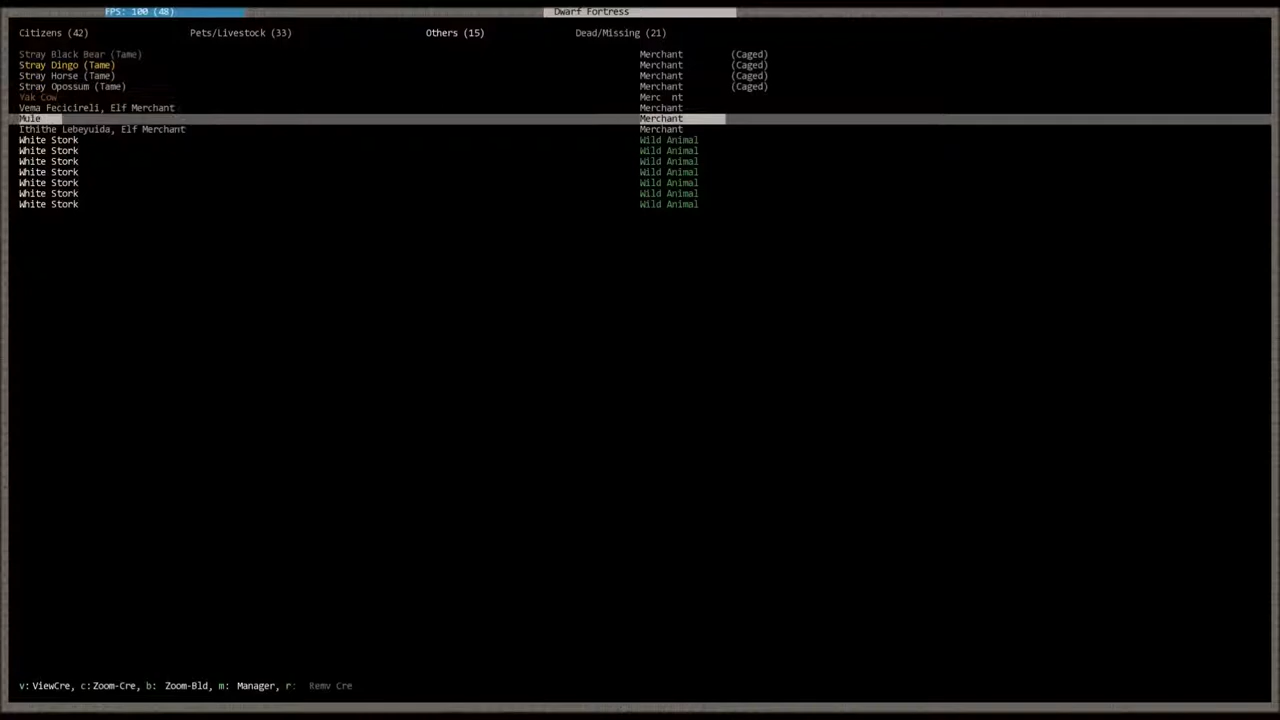 FPS: 100 (48) Dwarf Fortress
Citizens (42) Pets/Livestock (33) Others (15) Dead/Missing (21)
Stray Black Bear (Tame) Merchant (Caged)
Stray Dingo (Tame) Merchant (Caged)
Stray Horse (Tame) Merchant (Caged)
Stray Opossum (Tame) Merchant (Caged)
Yak Cow Merc nt
Vema Fecicireli, Elf Merchant Merchant
Mule Merchant
Ithithe Lebeyuida, Elf Merchant Merchant
White Stork Wild Animal
White Stork Wild Animal
White Stork Wild Animal
White Stork Wild Animal
White Stork Wild Animal
White Stork Wild Animal
White Stork Wild Animal
v: ViewCre, c: Zoom-Cre, b: Zoom-Bld, m: Manager, r: Remv Cre